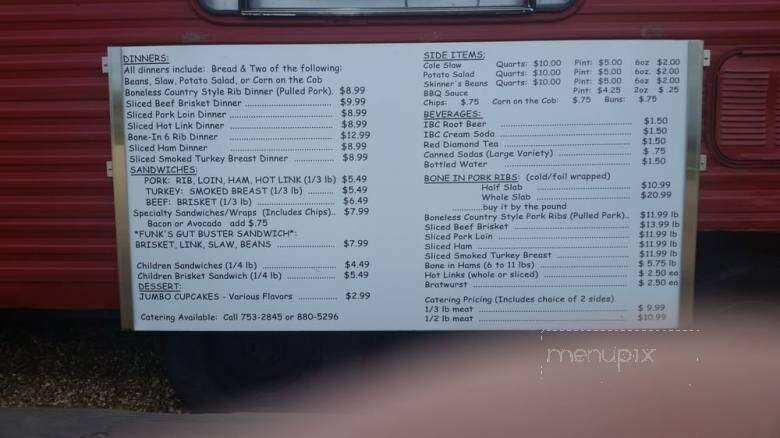 DINNERS:
All dinners include: Bread & Two of the following:
Beans, Slaw, Potato Salad, or Corn on the Cob
Boneless Country Style Rib Dinner (Pulled Pork). $8.99
Sliced Beef Brisket Dinner ........................ $9.99
Sliced Pork Loin Dinner ........................ $8.99
Sliced Hot Link Dinner ........................ $8.99
Bone-In 6 Rib Dinner ........................ $12.99
Sliced Ham Dinner ........................ $8.99
Sliced Smoked Turkey Breast Dinner ................ $8.99
SANDWICHES:
PORK: RIB, LOIN, HAM, HOT LINK (1/3 lb) $5.49
TURKEY: SMOKED BREAST (1/3 lb) ........ $5.49
BEEF: BRISKET (1/3 lb) ................ $6.49
Specialty Sandwiches/Wraps (Includes Chips).. $7.99
Bacon or Avocado add $.75
*FUNK'S GUT BUSTER SANDWICH*:
BRISKET, LINK, SLAW, BEANS ................ $7.99
Children Sandwiches (1/4 lb) ........................ $4.49
Children Brisket Sandwich (1/4 lb) ................ $5.49
DESSERT:
JUMBO CUPCAKES - Various Flavors ................ $2.99
Catering Available: Call 753-2845 or 880-5296
SIDE ITEMS:
Cole Slaw Quarts: $10.00 Pint: $5.00 6oz $2.00
Potato Salad Quarts: $10.00 Pint: $5.00 6oz. $2.00
Skinner's Beans Quarts: $10.00 Pint: $5.00 6oz $2.00
BBQ Sauce Pint: $4.25 2oz $ .25
Chips: $.75 Corn on the Cob: $.75 Buns: $.75
BEVERAGES:
IBC Root Beer ................................ $1.50
IBC Cream Soda ................................ $1.50
Red Diamond Tea ................................ $1.50
Canned Sodas (Large Variety) ................ $ .75
Bottled Water ................................ $1.50
BONE IN PORK RIBS: (cold/foil wrapped)
Half Slab ........................ $10.99
Whole Slab ........................ $20.99
............buy it by the pound
Boneless Country Style Pork Ribs (Pulled Pork).. $11.99 lb
Sliced Beef Brisket ................................ $13.99 lb
Sliced Pork Loin ................................ $11.99 lb
Sliced Ham ................................ $11.99 lb
Sliced Smoked Turkey Breast ........................ $11.99 lb
Bone in Hams (6 to 11 lbs) ........................ $ 5.75 lb
Hot Links (whole or sliced) ........................ $ 2.50 ea
Bratwurst ................................ $ 2.50 ea
Catering Pricing (Includes choice of 2 sides)
1/3 lb meat ................................ $ 9.99
1/2 lb meat ................................ $10.99
menupix